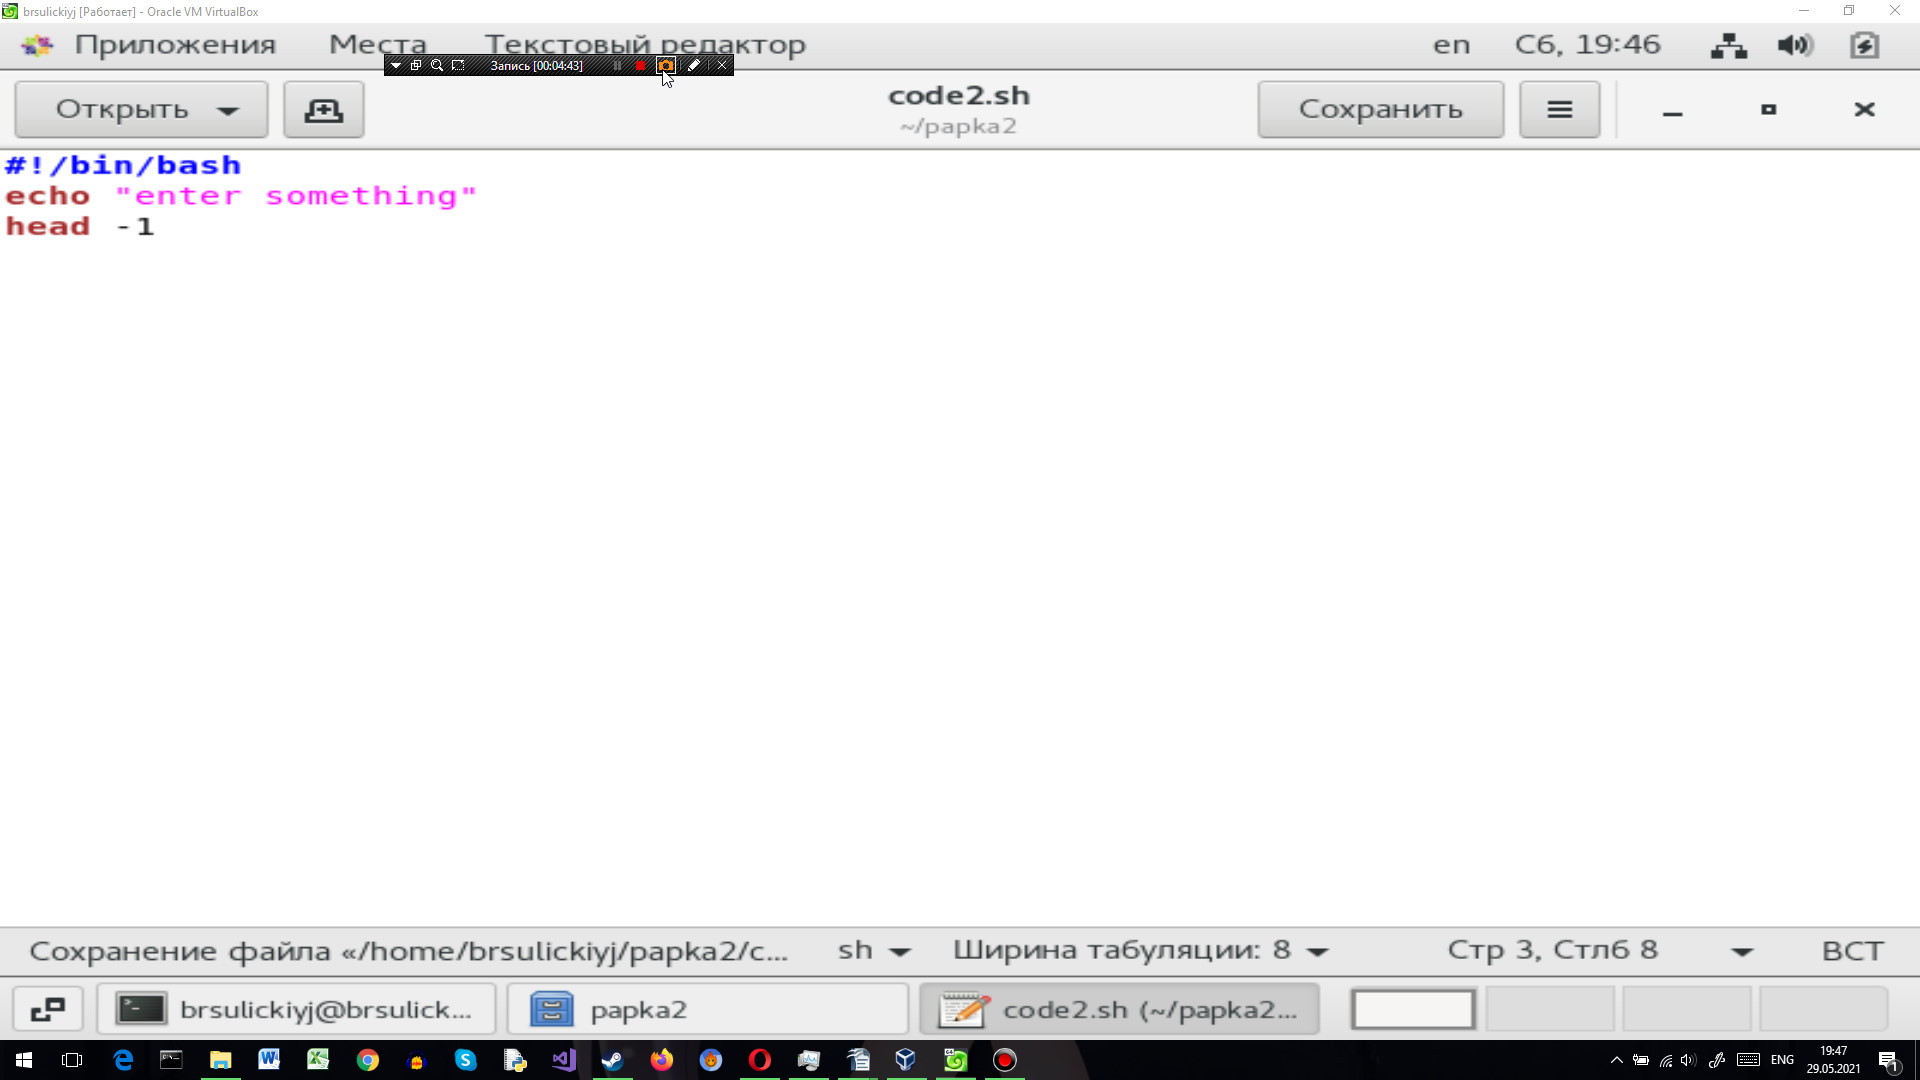 brsulickiyj [Работает] - Oracle VM VirtualBox
Приложения Места Текстовый редактор en Сб, 19:46
Запись [00:04:43]
Открыть code2.sh Сохранить
~/papka2
#!/bin/bash
echo "enter something"
head -1
Сохранение файла «/home/brsulickiyj/papka2/c... sh Ширина табуляции: 8 Стр 3, Стлб 8 ВСТ
brsulickiyj@brsulick... papka2 code2.sh (~/papka2...
ENG 19:47
29.05.2021